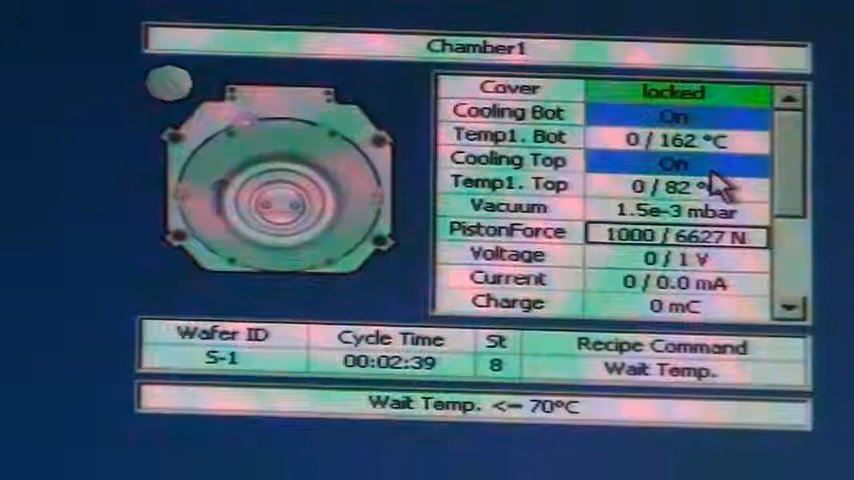 Chamber1
Cover locked
Cooling Bot On
Temp1. Bot 0 / 162 °C
Cooling Top On
Temp1. Top 0 / 82 °
Vacuum 1.5e-3 mbar
PistonForce 1000 / 6627 N
Voltage 0 / 1 V
Current 0 / 0.0 mA
Charge 0 mC
Wafer ID Cycle Time St Recipe Command
S-1 00:02:39 8 Wait Temp.
Wait Temp. <= 70°C